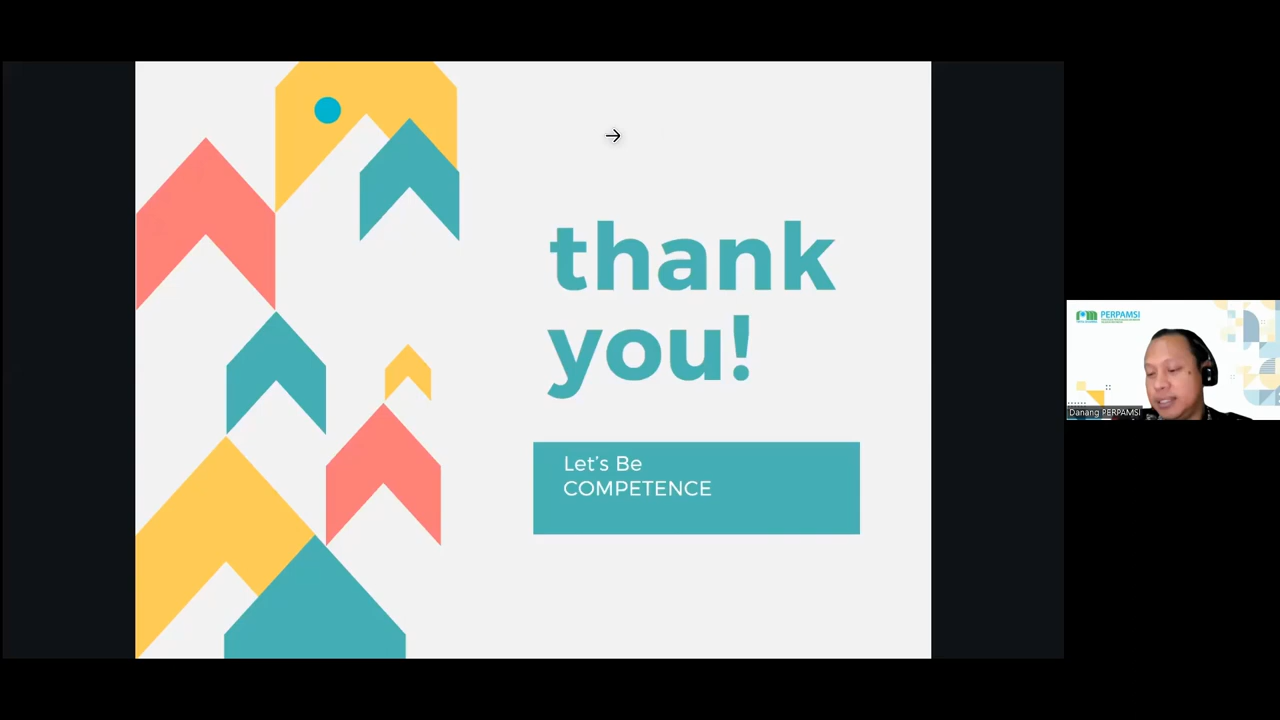 thank
you!
Let's Be
COMPETENCE
PERPAMSI
Danang PERPAMSI